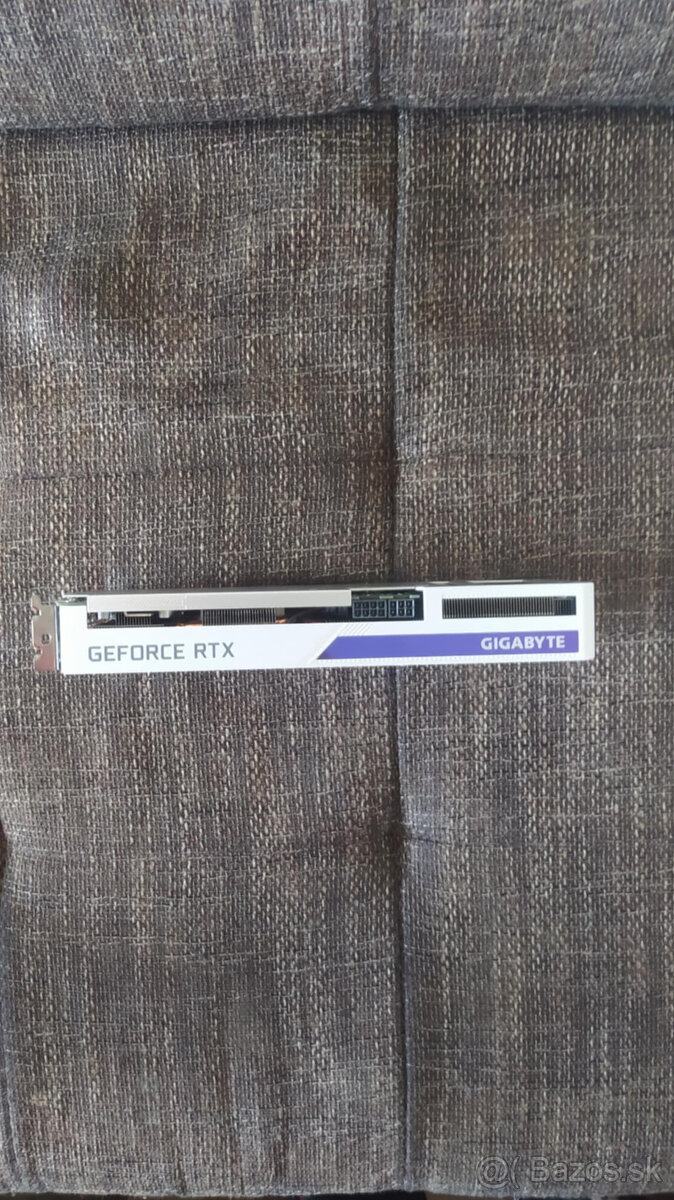 GEFORCE RTX
GIGABYTE
@( Bazos.sk